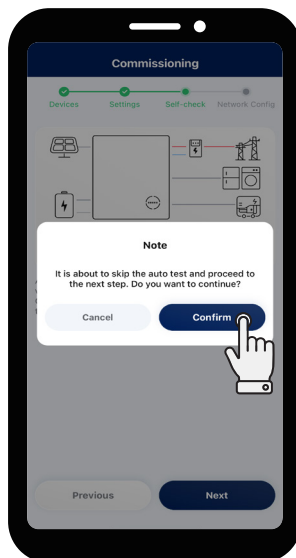 Commissioning
Devices Settings Self-check Network Config
Note
It is about to skip the auto test and proceed to
the next step. Do you want to continue?
Cancel Confirm
Previous Next